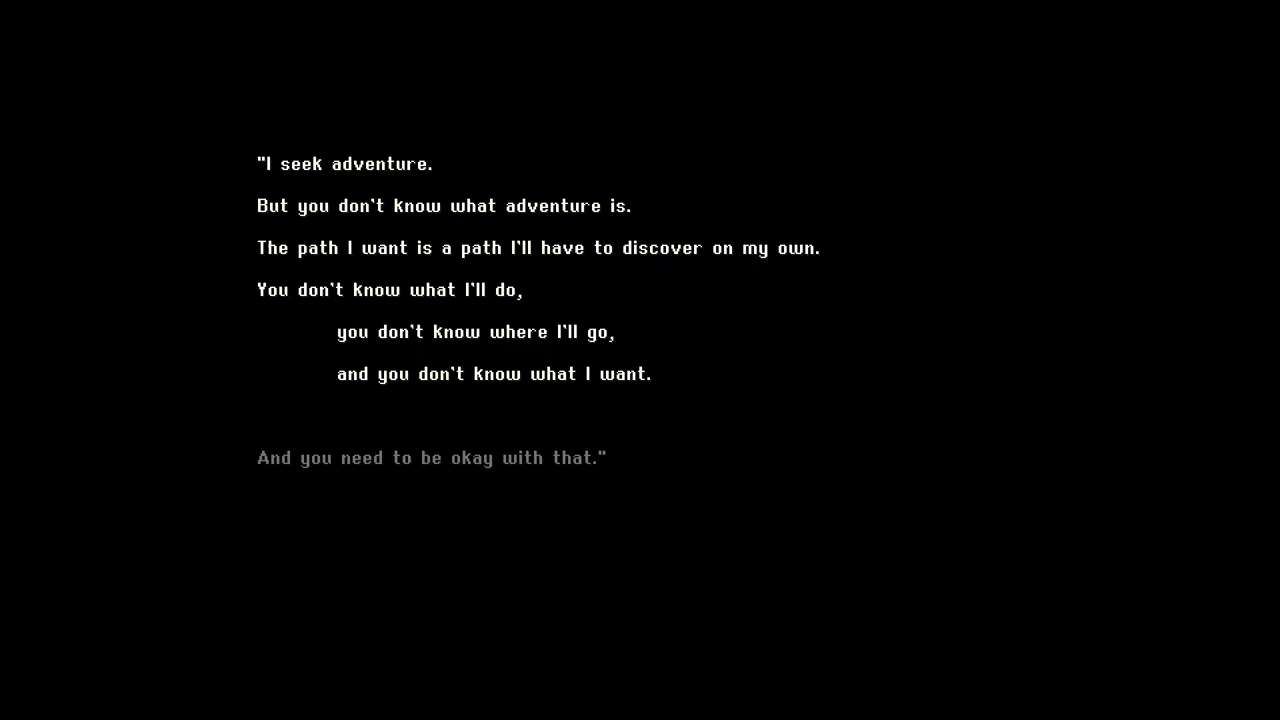 "I seek adventure.
But you don't know what adventure is.
The path I want is a path I'll have to discover on my own.
You don't know what I'll do,
you don't know where I'll go,
and you don't know what I want.
And you need to be okay with that."